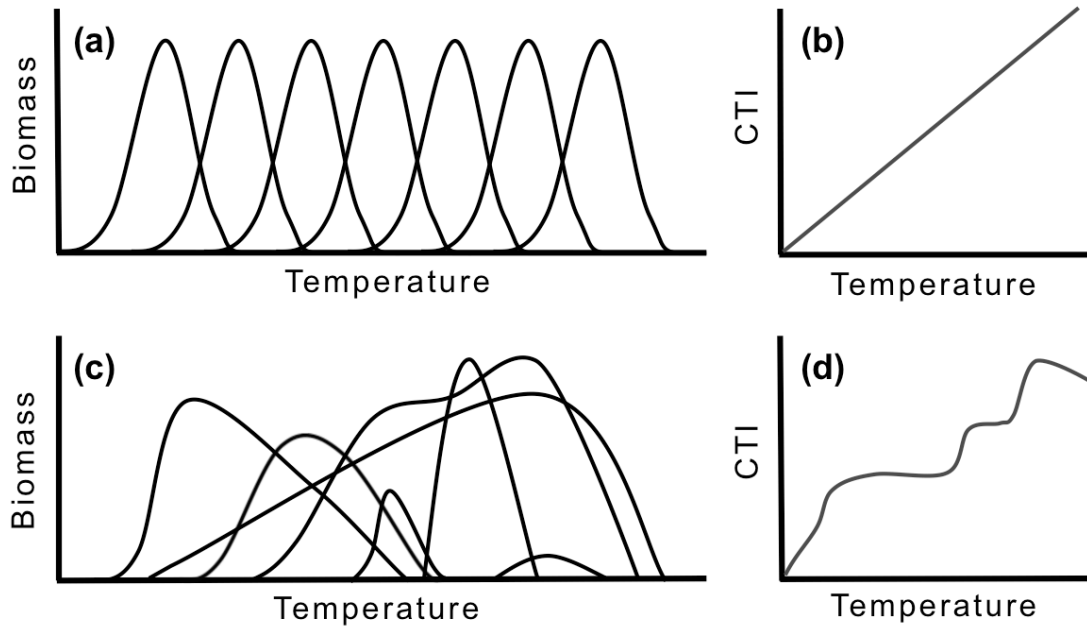 (a)
Biomass
Temperature
(b)
CTI
Temperature
(c)
Biomass
Temperature
(d)
CTI
Temperature